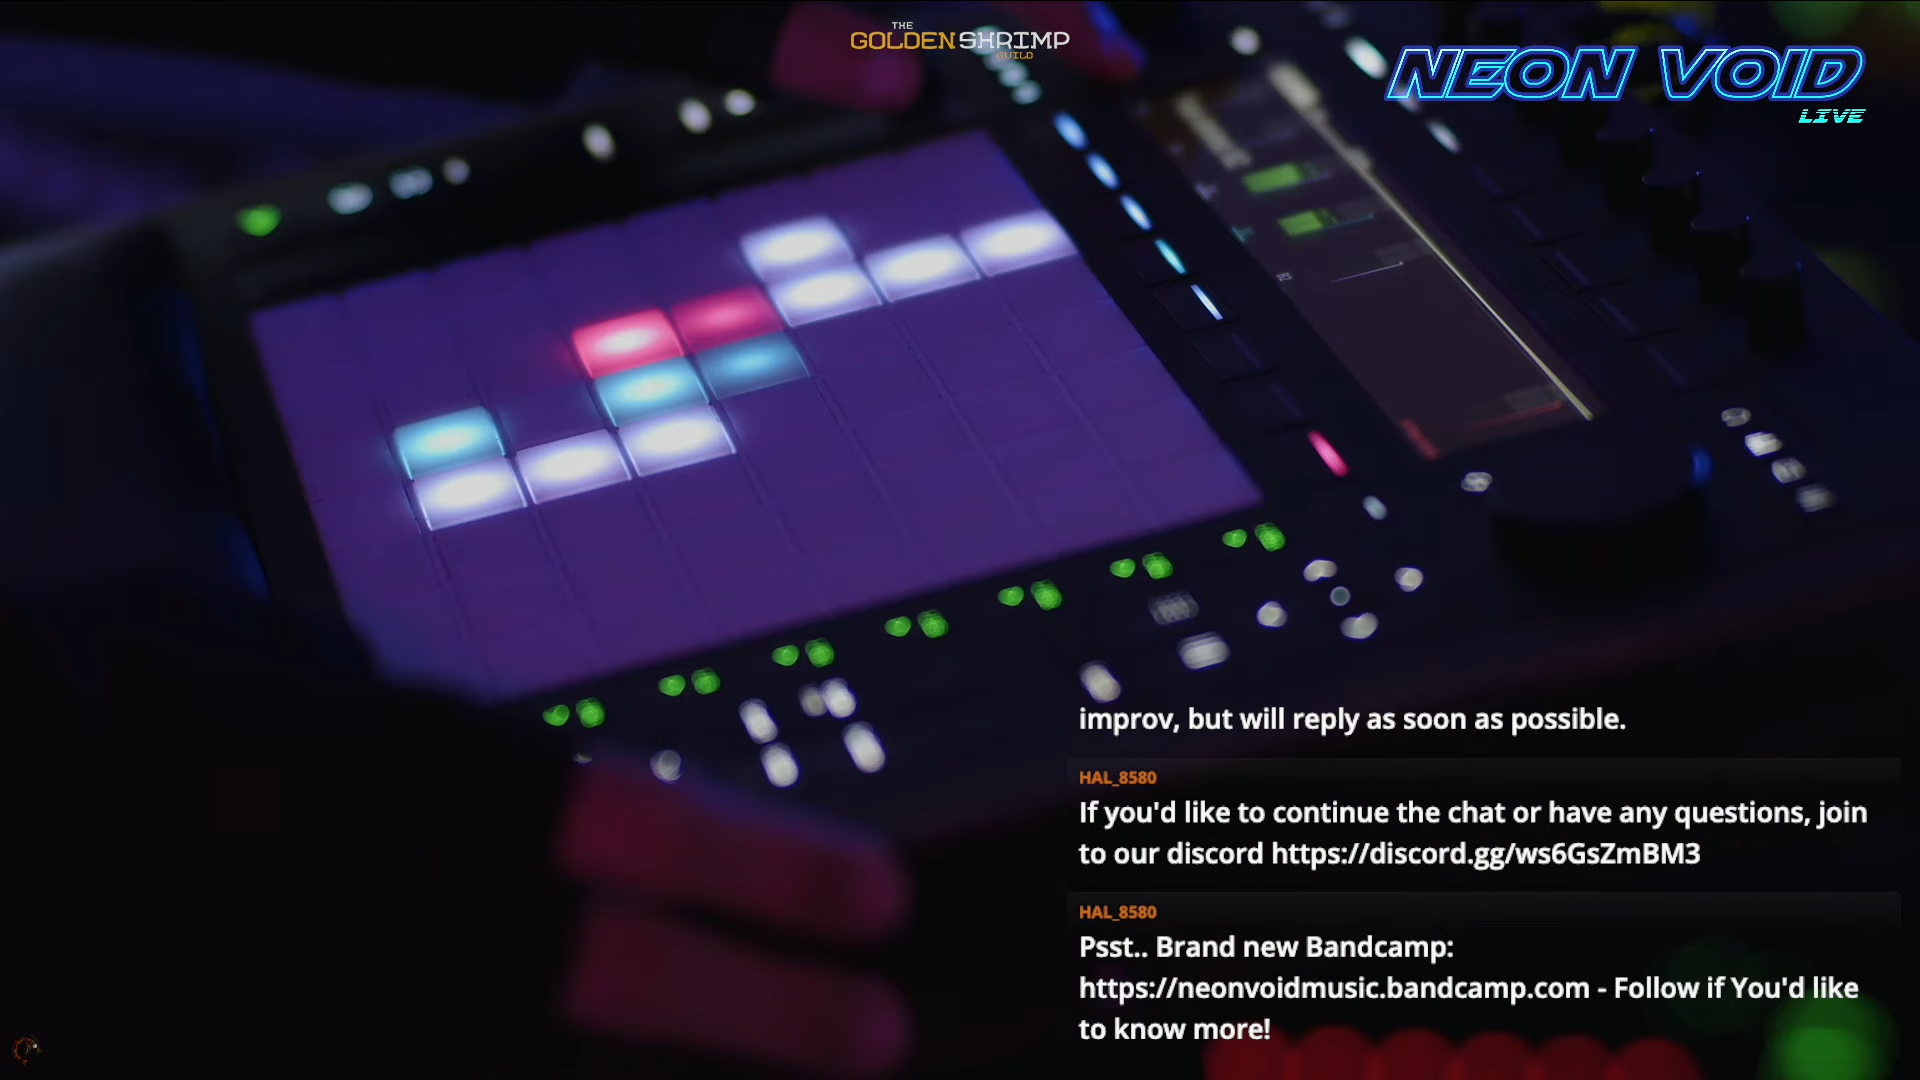 THE
GOLDEN SHRIMP
GUILD
NEON VOID
LIVE
improv, but will reply as soon as possible.
HAL_8580
If you'd like to continue the chat or have any questions, join
to our discord https://discord.gg/ws6GsZmBM3
HAL_8580
Psst.. Brand new Bandcamp:
https://neonvoidmusic.bandcamp.com - Follow if You'd like
to know more!